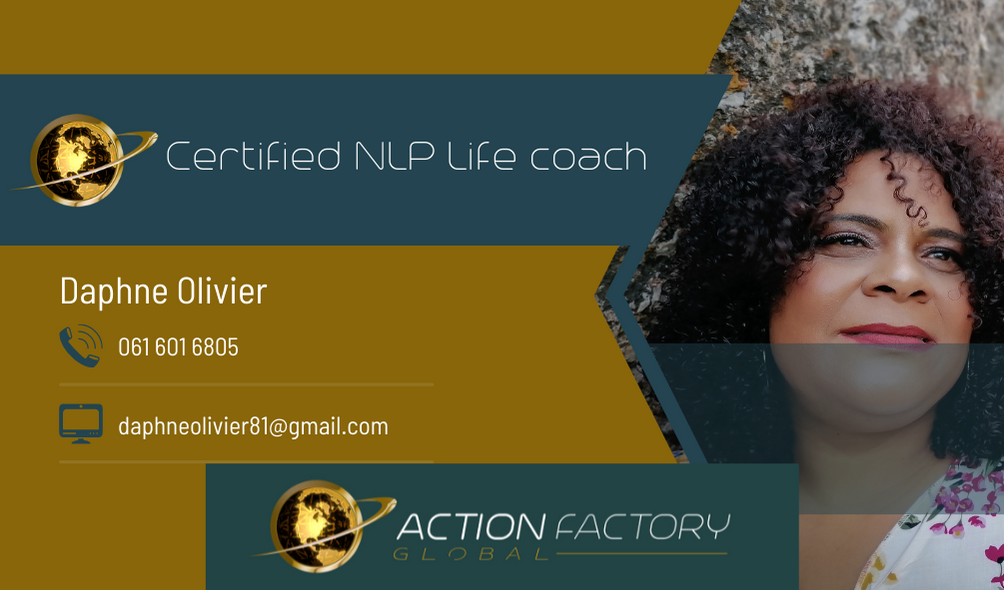 Certified NLP Life coach
Daphne Olivier
061 601 6805
daphneolivier81@gmail.com
ACTION FACTORY
GLOBAL